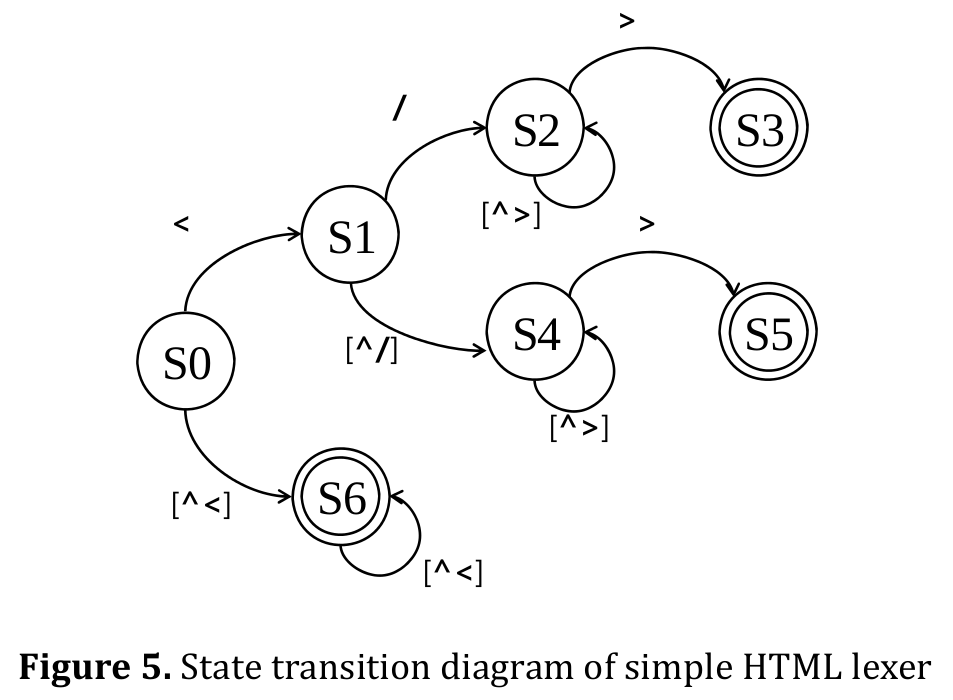 >
/
S2
S3
[^>]
<
S1
>
S4
S5
[^/]
S0
[^>]
S6
[^<]
[^<]
Figure 5. State transition diagram of simple HTML lexer